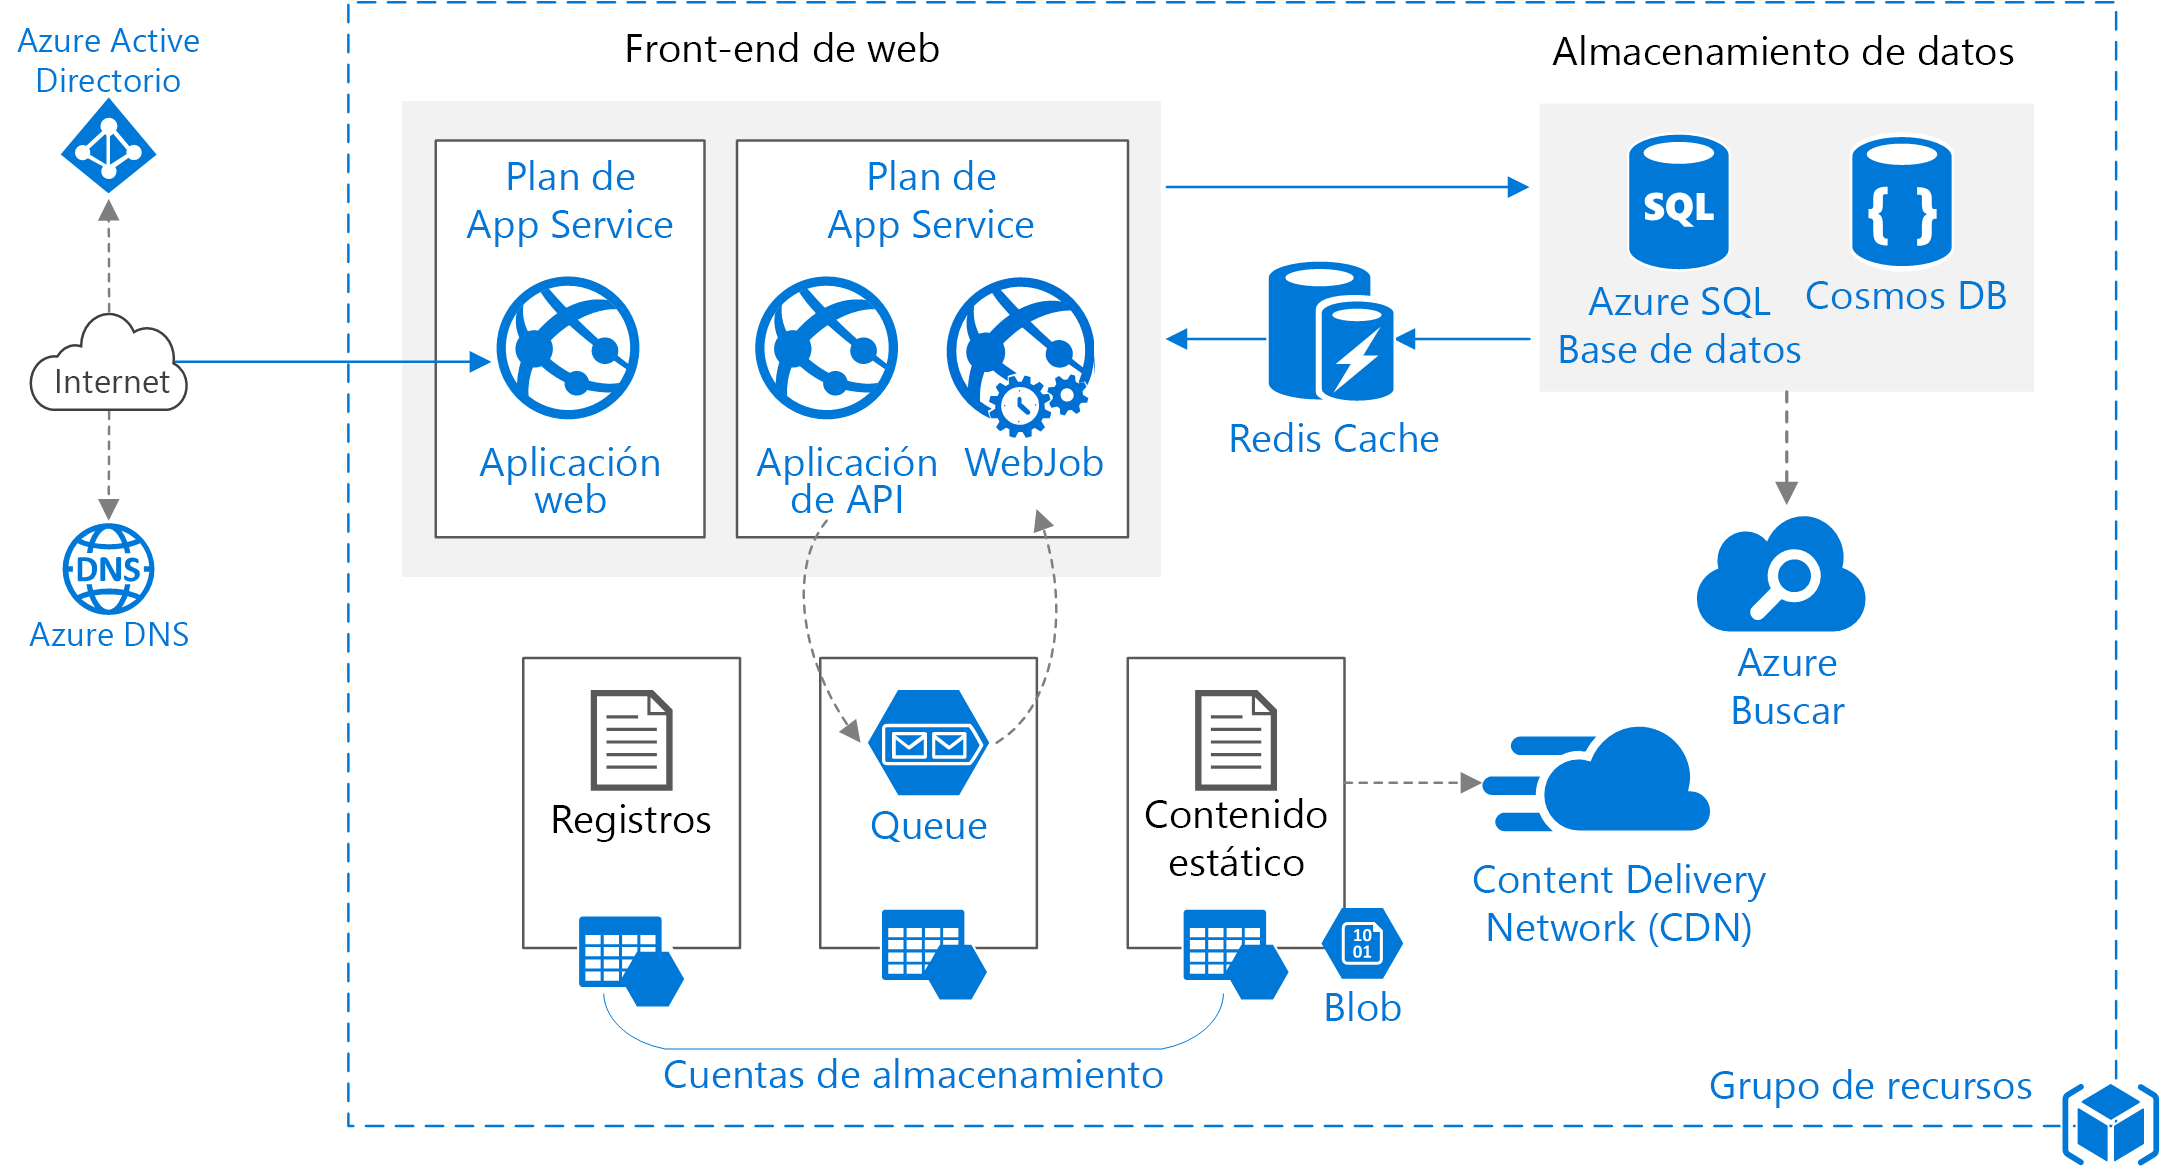 Azure Active
Directorio
Internet
DNS
Azure DNS
Front-end de web
Plan de
App Service
Aplicación
web
Plan de
App Service
Aplicación
de API
WebJob
Redis Cache
Almacenamiento de datos
SQL
Azure SQL
Base de datos
{ }
Cosmos DB
Azure
Buscar
Registros
Queue
Contenido
estático
10
01
Blob
Content Delivery
Network (CDN)
Cuentas de almacenamiento
Grupo de recursos